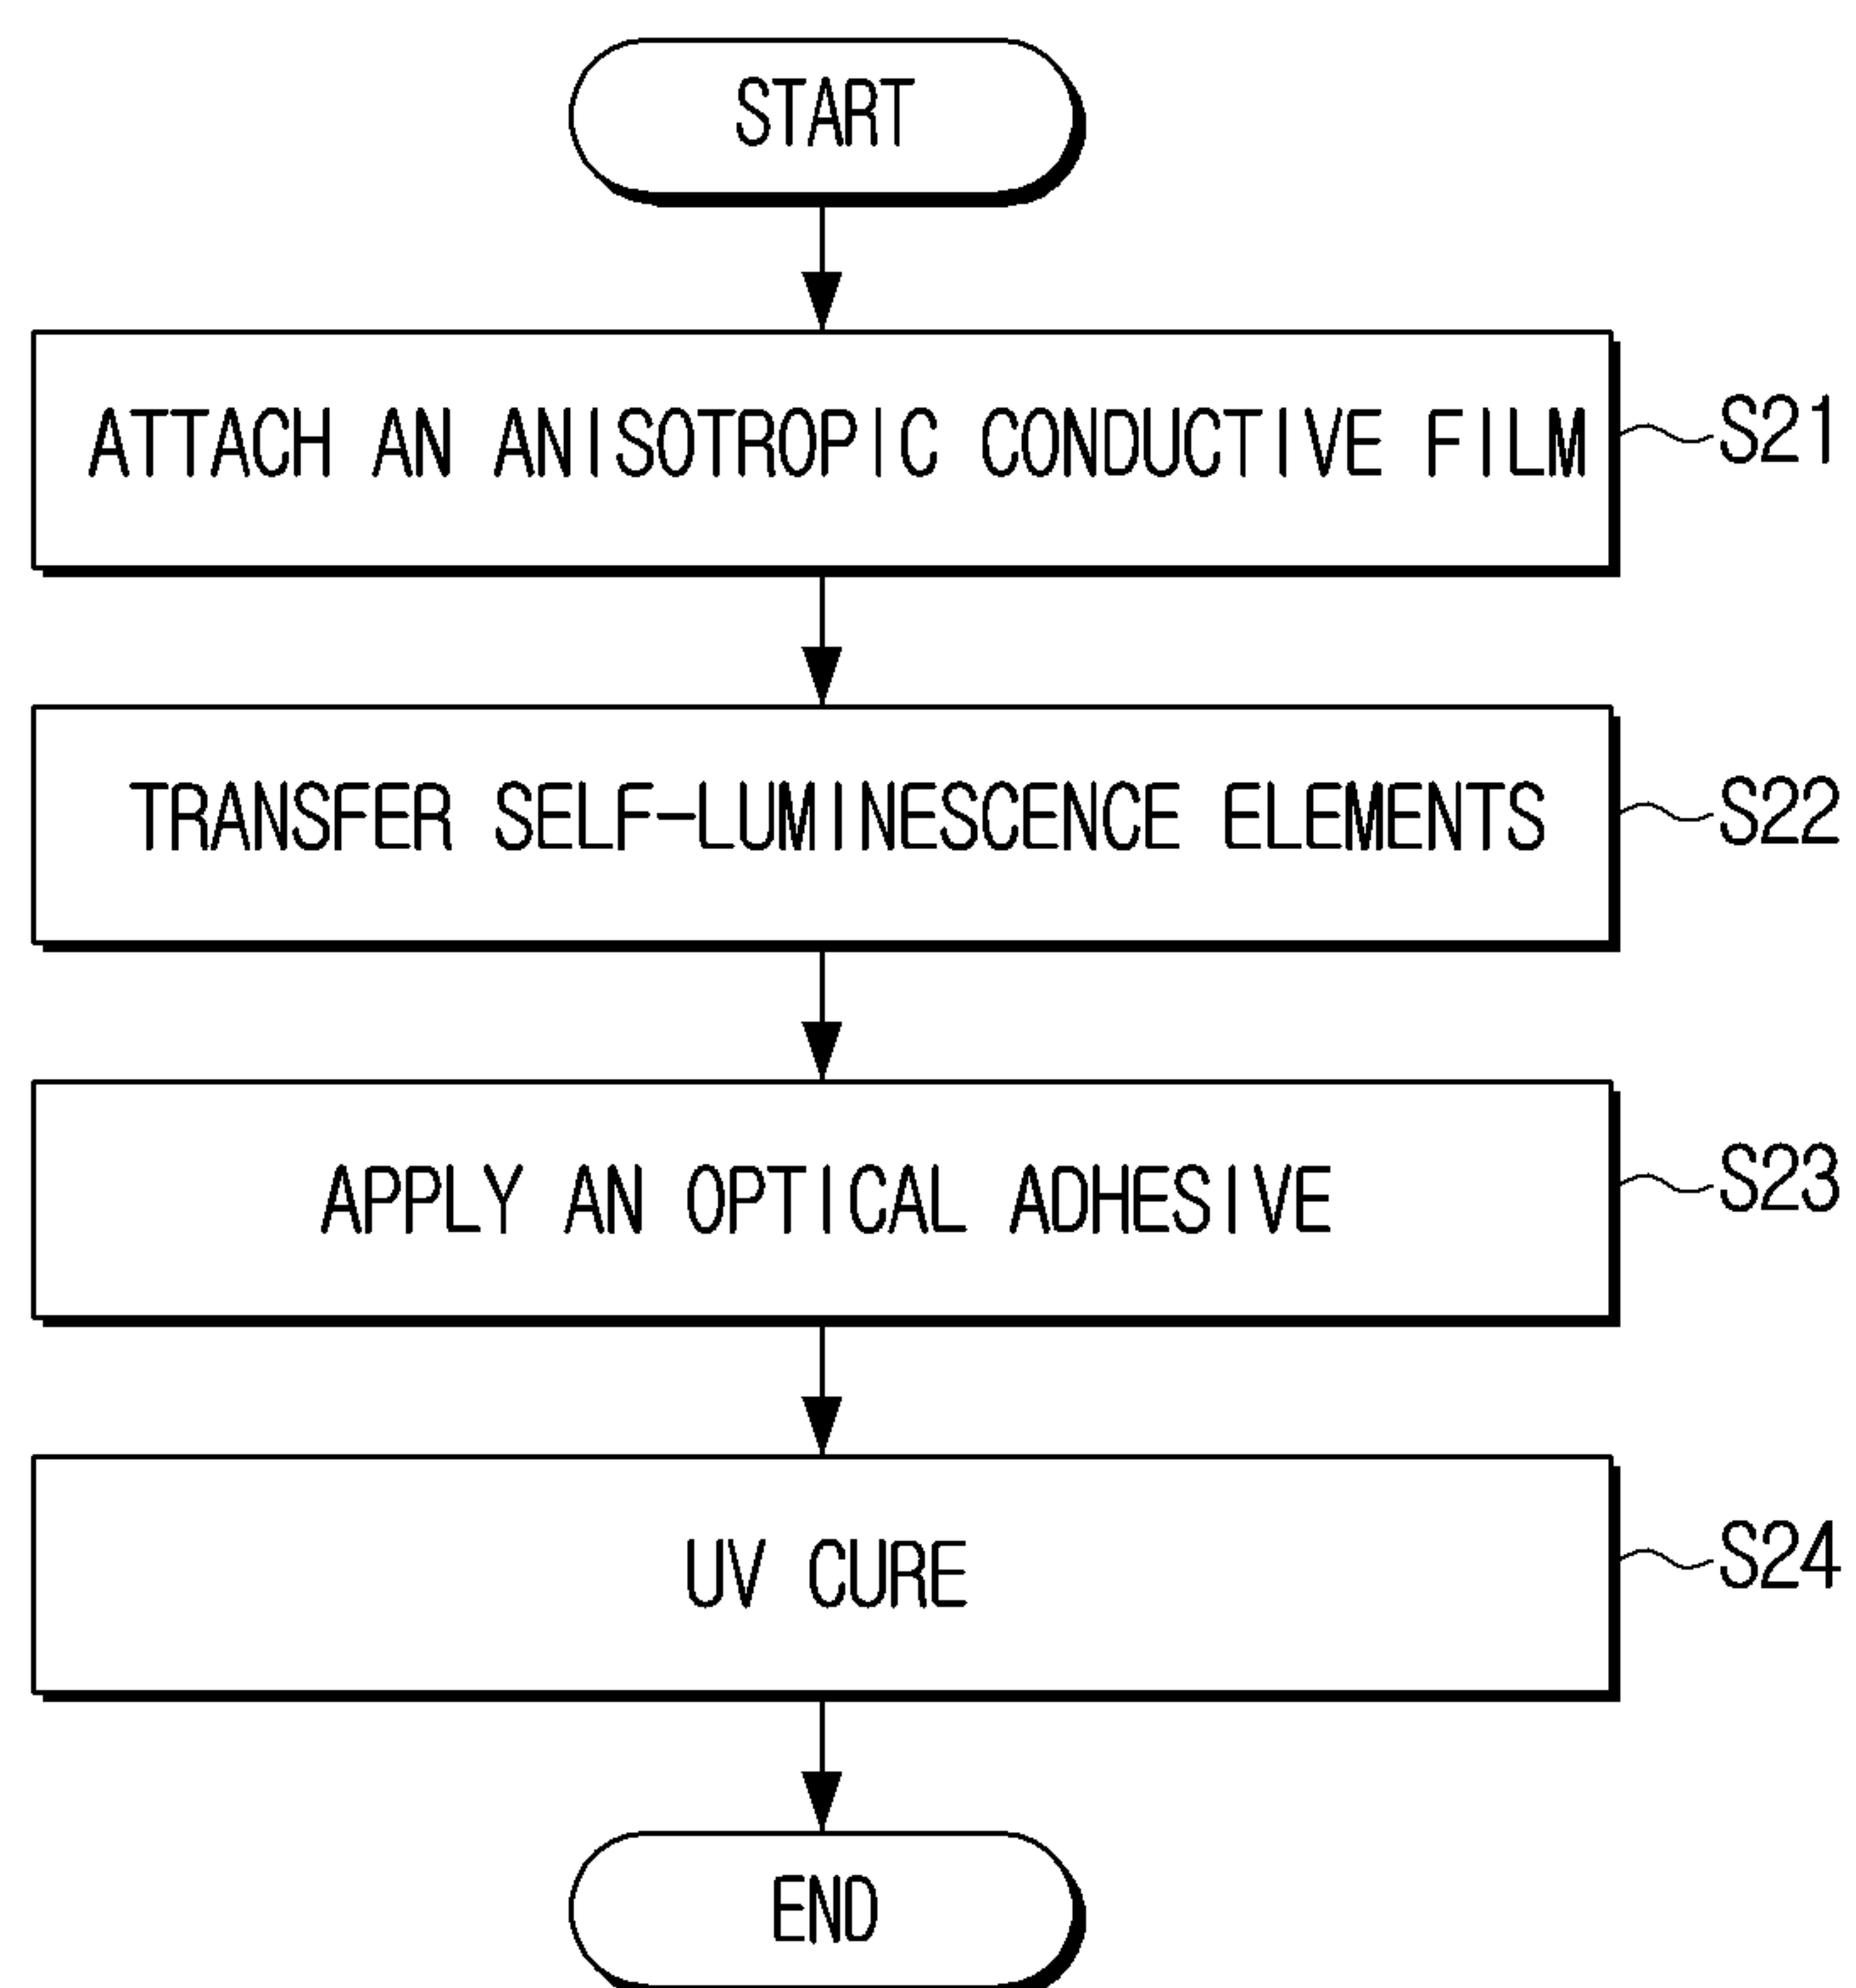 START
ATTACH AN ANISOTROPIC CONDUCTIVE FILM
S21
TRANSFER SELF-LUMINESCENCE ELEMENTS
S22
APPLY AN OPTICAL ADHESIVE
S23
UV CURE
S24
END